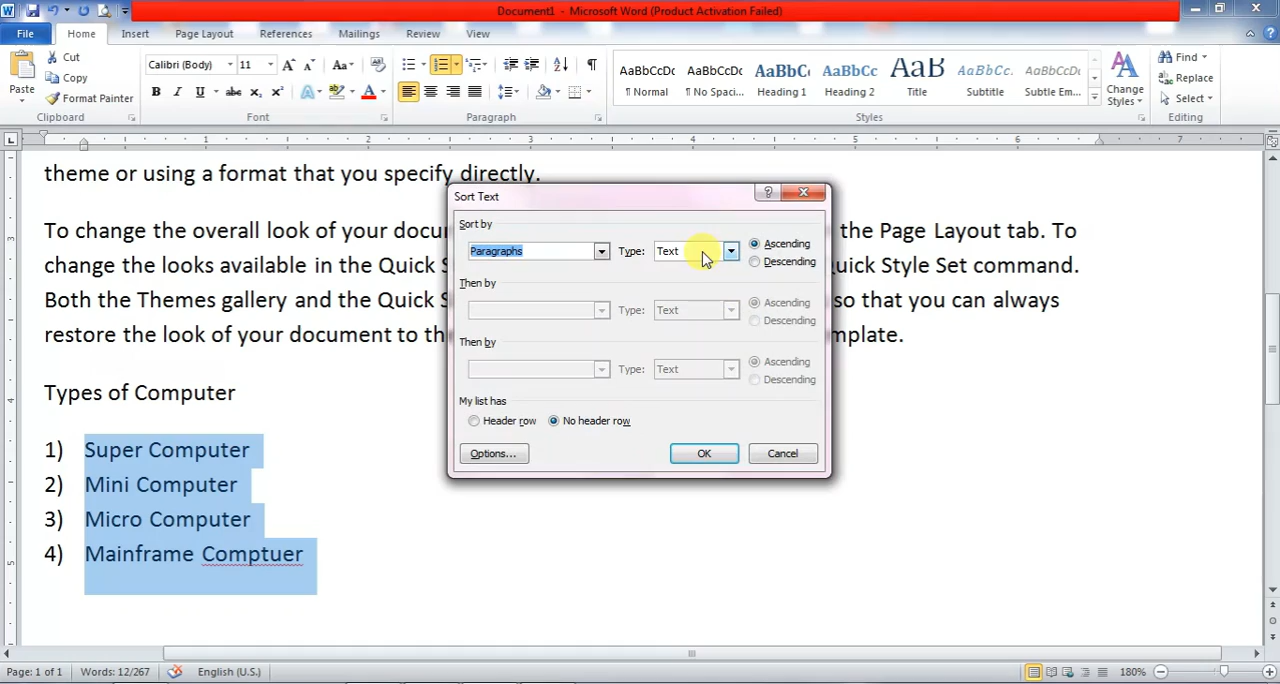 Document1 - Microsoft Word (Product Activation Failed)
File Home Insert Page Layout References Mailings Review View
Paste
Cut
Copy
Format Painter
Clipboard
Calibri (Body) 11
Font
Paragraph
AaBbCcDc AaBbCcDc AaBbC AaBbCc AaB AaBbCc. AaBbCcDc
¶ Normal ¶ No Spaci... Heading 1 Heading 2 Title Subtitle Subtle Em...
Change Styles
Styles
Find
Replace
Select
Editing
1 2 3 4 5 6 7
theme or using a format that you specify directly.
To change the overall look of your docu the Page Layout tab. To
change the looks available in the Quick S uick Style Set command.
Both the Themes gallery and the Quick S so that you can always
restore the look of your document to th mplate.
Types of Computer
1) Super Computer
2) Mini Computer
3) Micro Computer
4) Mainframe Comptuer
Sort Text
Sort by
Paragraphs Type: Text Ascending
Descending
Then by
Type: Text Ascending
Descending
Then by
Type: Text Ascending
Descending
My list has
Header row No header row
Options... OK Cancel
Page: 1 of 1 Words: 12/267 English (U.S.) 180%